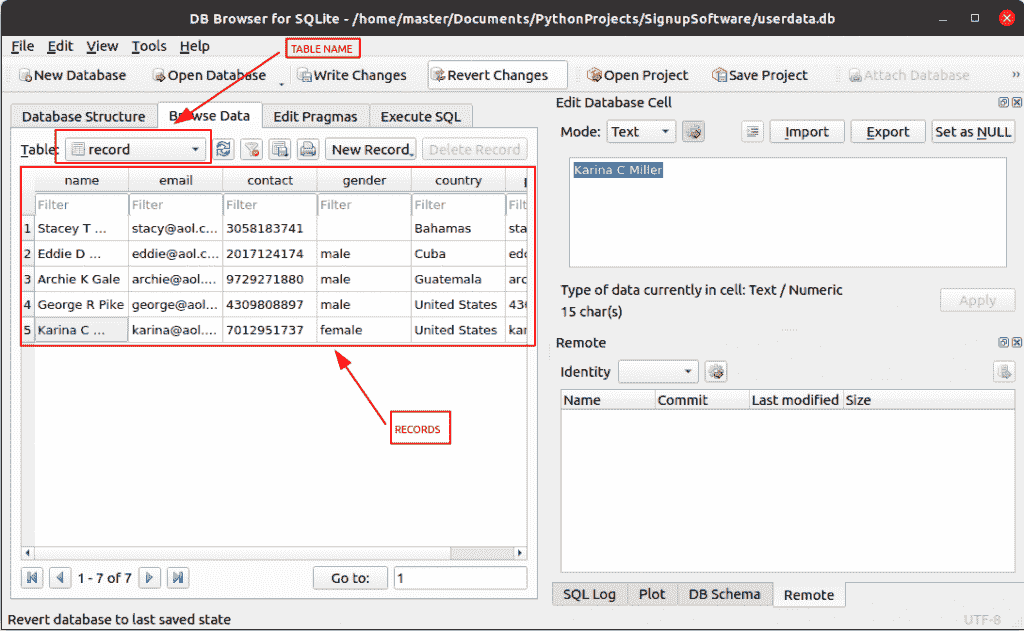 DB Browser for SQLite - /home/master/Documents/PythonProjects/SignupSoftware/userdata.db
File Edit View Tools Help
TABLE NAME
New Database Open Database Write Changes Revert Changes Open Project Save Project Attach Database »
Database Structure Browse Data Edit Pragmas Execute SQL
Table: record New Record Delete Record
name email contact gender country
Filter Filter Filter Filter Filter Filt
1 Stacey T ... stacy@aol.c... 3058183741 Bahamas sta
2 Eddie D ... eddie@aol.c... 2017124174 male Cuba edd
3 Archie K Gale archie@aol.... 9729271880 male Guatemala arc
4 George R Pike george@aol... 4309808897 male United States 430
5 Karina C ... karina@aol.... 7012951737 female United States kar
RECORDS
1 - 7 of 7 Go to: 1
Edit Database Cell
Mode: Text Import Export Set as NULL
Karina C Miller
Type of data currently in cell: Text / Numeric
15 char(s)
Apply
Remote
Identity
Name Commit Last modified Size
SQL Log Plot DB Schema Remote
Revert database to last saved state
UTF-8